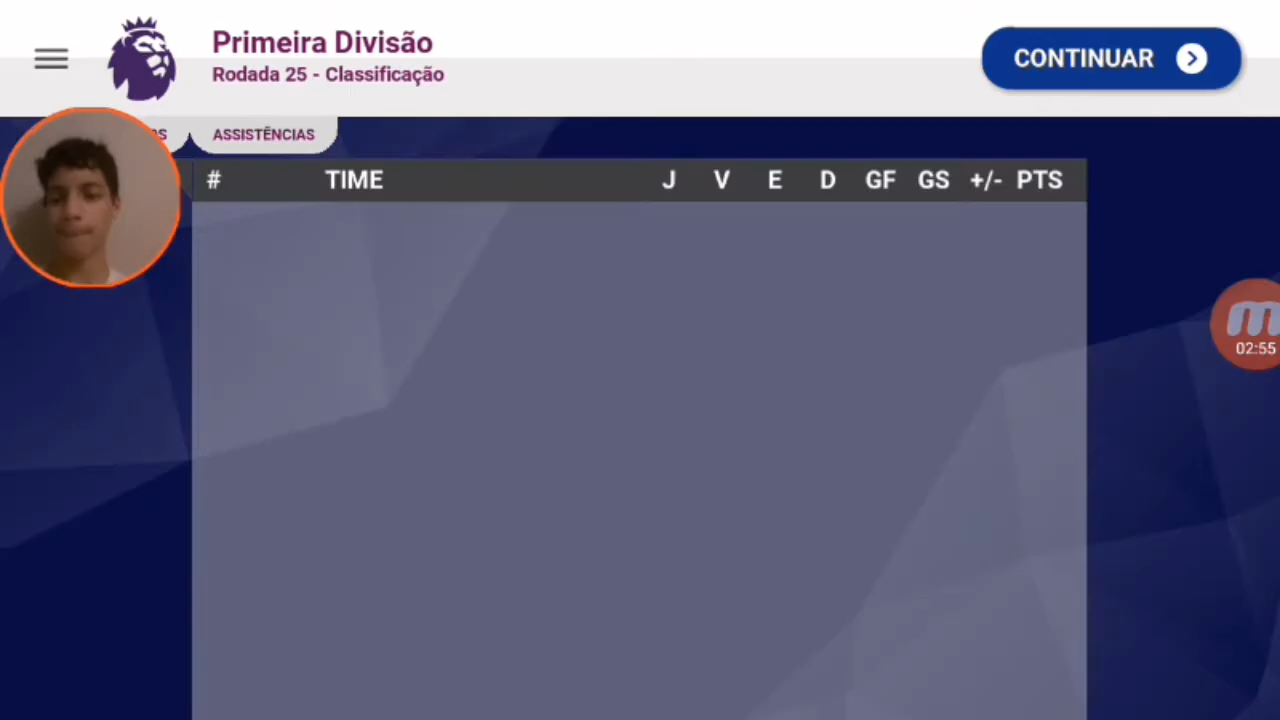 Primeira Divisão
Rodada 25 - Classificação
CONTINUAR
ASSISTÊNCIAS
# TIME J V E D GF GS +/- PTS
02:55